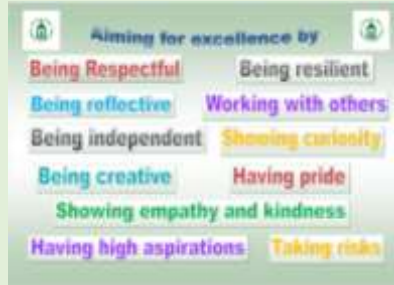 Aiming for excellence by
Being Respectful Being resilient
Being reflective Working with others
Being independent Showing curiosity
Being creative Having pride
Showing empathy and kindness
Having high aspirations Taking risks